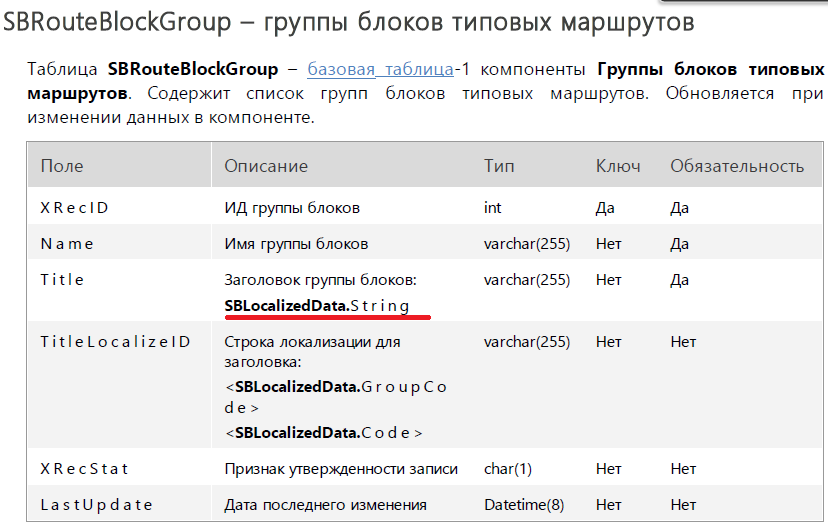 SBRouteBlockGroup – группы блоков типовых маршрутов
Таблица SBRouteBlockGroup – базовая таблица-1 компоненты Группы блоков типовых
маршрутов. Содержит список групп блоков типовых маршрутов. Обновляется при
изменении данных в компоненте.
Поле Описание Тип Ключ Обязательность
XRecID ИД группы блоков int Да Да
Name Имя группы блоков varchar(255) Нет Да
Title Заголовок группы блоков: varchar(255) Нет Да
SBLocalizedData.String
TitleLocalizeID Строка локализации для varchar(255) Нет Нет
заголовка:
<SBLocalizedData.GroupCo
de>
<SBLocalizedData.Code>
XRecStat Признак утвержденности записи char(1) Нет Нет
LastUpdate Дата последнего изменения Datetime(8) Нет Нет